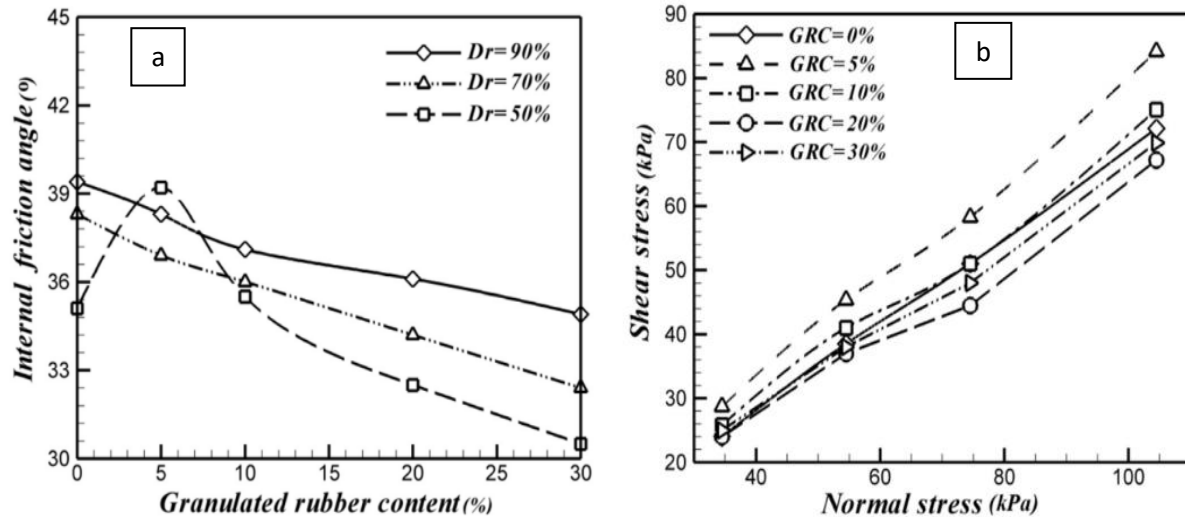 a
Dr=90%
Dr=70%
Dr=50%
45
42
39
36
33
30
Internal friction angle (º)
0
5
10
15
20
25
30
Granulated rubber content (%)
b
GRC=0%
GRC=5%
GRC=10%
GRC=20%
GRC=30%
90
80
70
60
50
40
30
20
Shear stress (kPa)
40
60
80
100
Normal stress (kPa)